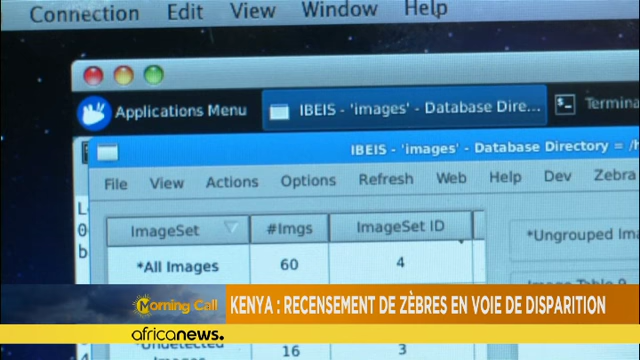 Connection Edit View Window Help
Applications Menu IBEIS - 'images' - Database Dire... Termina
IBEIS - 'images' - Database Directory = /h
File View Actions Options Refresh Web Help Dev Zebra
ImageSet #Imgs ImageSet ID
*All Images 60 4
*Ungrouped Ima
*Undetected 16 3
Morning Call
KENYA : RECENSEMENT DE ZÈBRES EN VOIE DE DISPARITION
africanews.